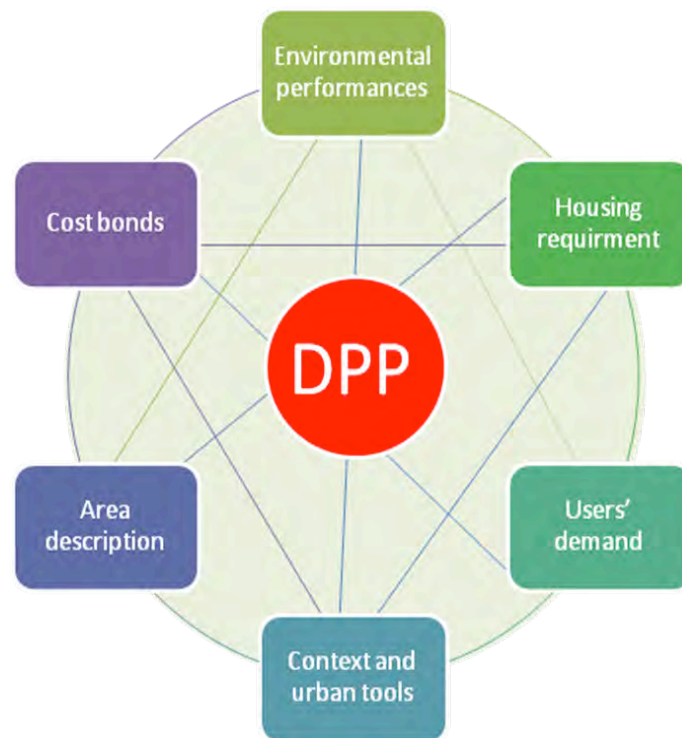 Environmental
performances
Cost bonds
Housing
requirment
DPP
Area
description
Users'
demand
Context and
urban tools